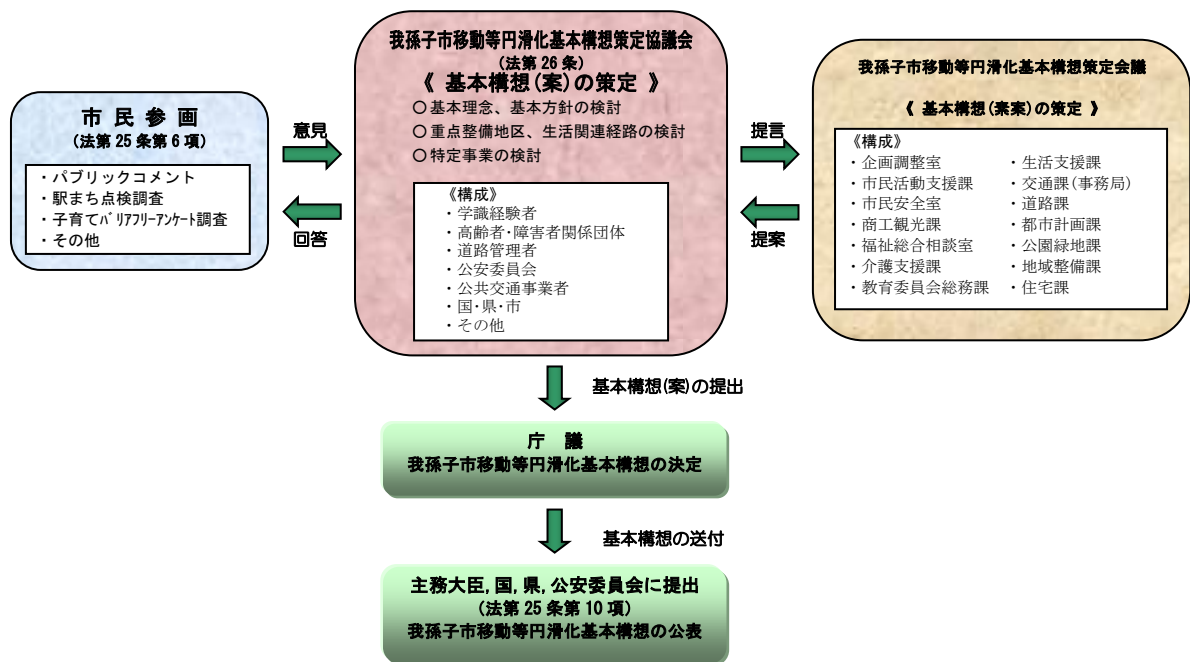 市 民 参 画
(法第25条第6項)
・パブリックコメント
・駅まち点検調査
・子育てﾊﾞﾘｱﾌﾘｰｱﾝｹｰﾄ調査
・その他
意見
回答
我孫子市移動等円滑化基本構想策定協議会
(法第26条)
《 基本構想(案)の策定 》
○基本理念、基本方針の検討
○重点整備地区、生活関連経路の検討
○特定事業の検討
《構成》
・学識経験者
・高齢者・障害者関係団体
・道路管理者
・公安委員会
・公共交通事業者
・国・県・市
・その他
提言
提案
我孫子市移動等円滑化基本構想策定会議
《 基本構想(素案)の策定 》
《構成》
・企画調整室
・市民活動支援課
・市民安全室
・商工観光課
・福祉総合相談室
・介護支援課
・教育委員会総務課
・生活支援課
・交通課(事務局)
・道路課
・都市計画課
・公園緑地課
・地域整備課
・住宅課
基本構想(案)の提出
庁 議
我孫子市移動等円滑化基本構想の決定
基本構想の送付
主務大臣,国,県,公安委員会に提出
(法第25条第10項)
我孫子市移動等円滑化基本構想の公表